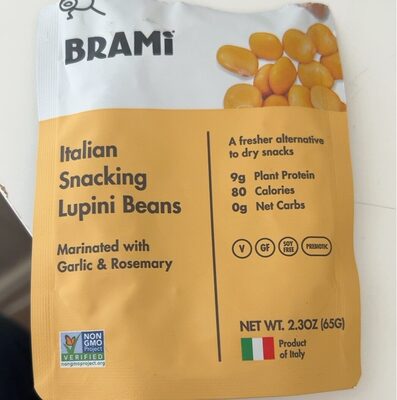 BRAMi
Italian
Snacking
Lupini Beans
Marinated with
Garlic & Rosemary
A fresher alternative
to dry snacks
9g Plant Protein
80 Calories
0g Net Carbs
V GF SOY FREE PREBIOTIC
NON
GMO
Project
VERIFIED
nongmoproject.org
NET WT. 2.3OZ (65G)
Product
of Italy